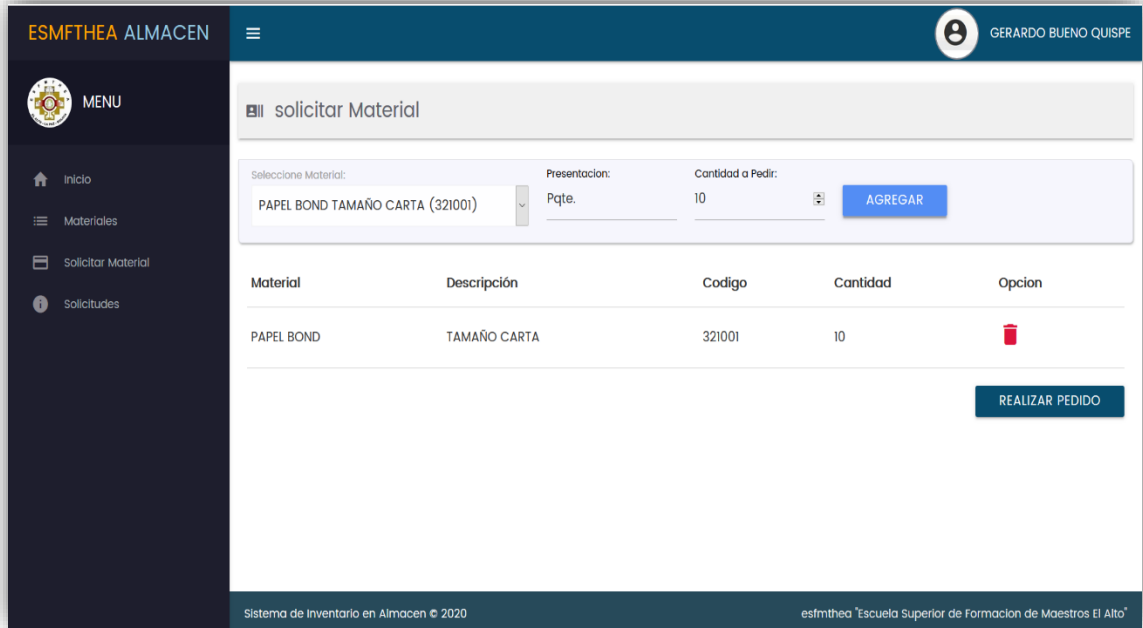 ESMFTHEA ALMACEN
GERARDO BUENO QUISPE
MENU
Inicio
Materiales
Solicitar Material
Solicitudes
solicitar Material
Seleccione Material:
Presentacion:
Cantidad a Pedir:
PAPEL BOND TAMAÑO CARTA (321001)
Pqte.
10
AGREGAR
Material Descripción Codigo Cantidad Opcion
PAPEL BOND TAMAÑO CARTA 321001 10
REALIZAR PEDIDO
Sistema de Inventario en Almacen © 2020
esfmthea "Escuela Superior de Formacion de Maestros El Alto"